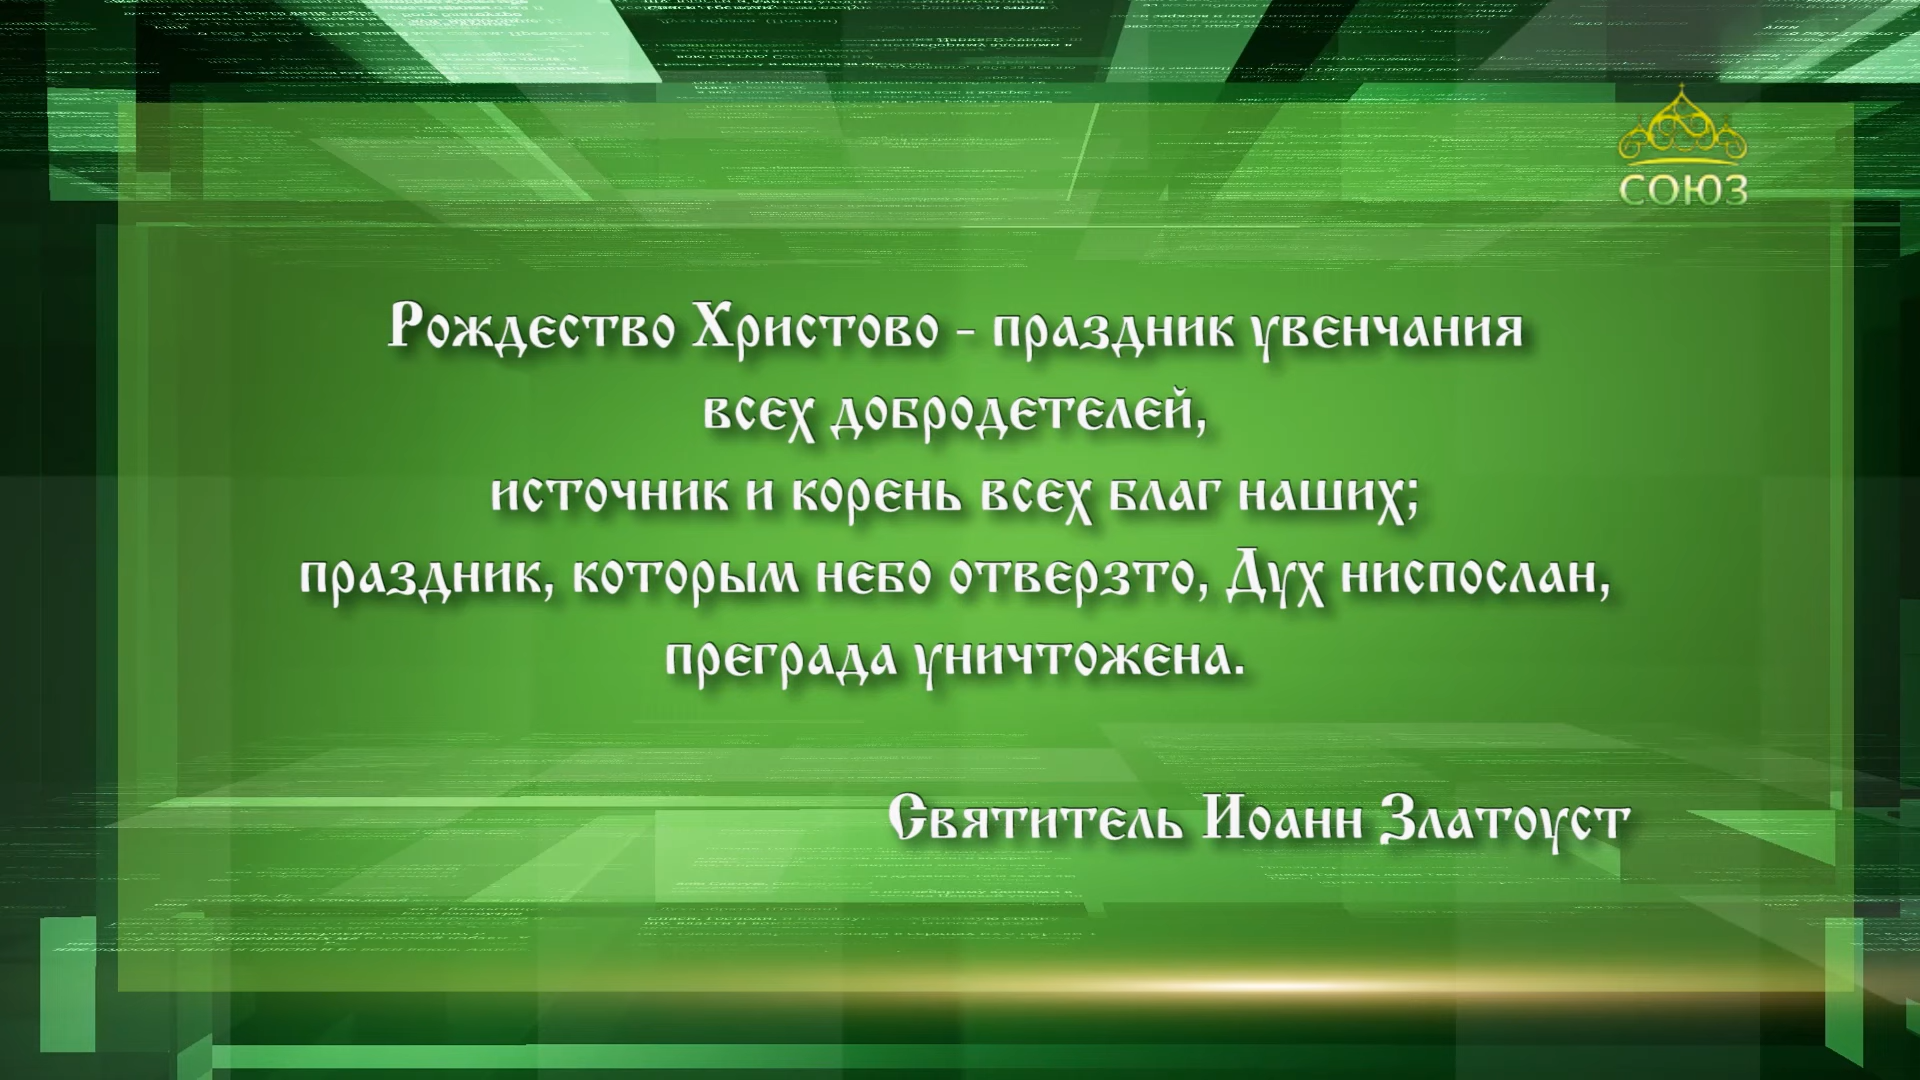 СОЮЗ
Рождество Христово - праздник увенчания
всех добродетелей,
источник и корень всех благ наших;
праздник, которым небо отверзто, Дух ниспослан,
преграда уничтожена.
Святитель Иоанн Златоуст